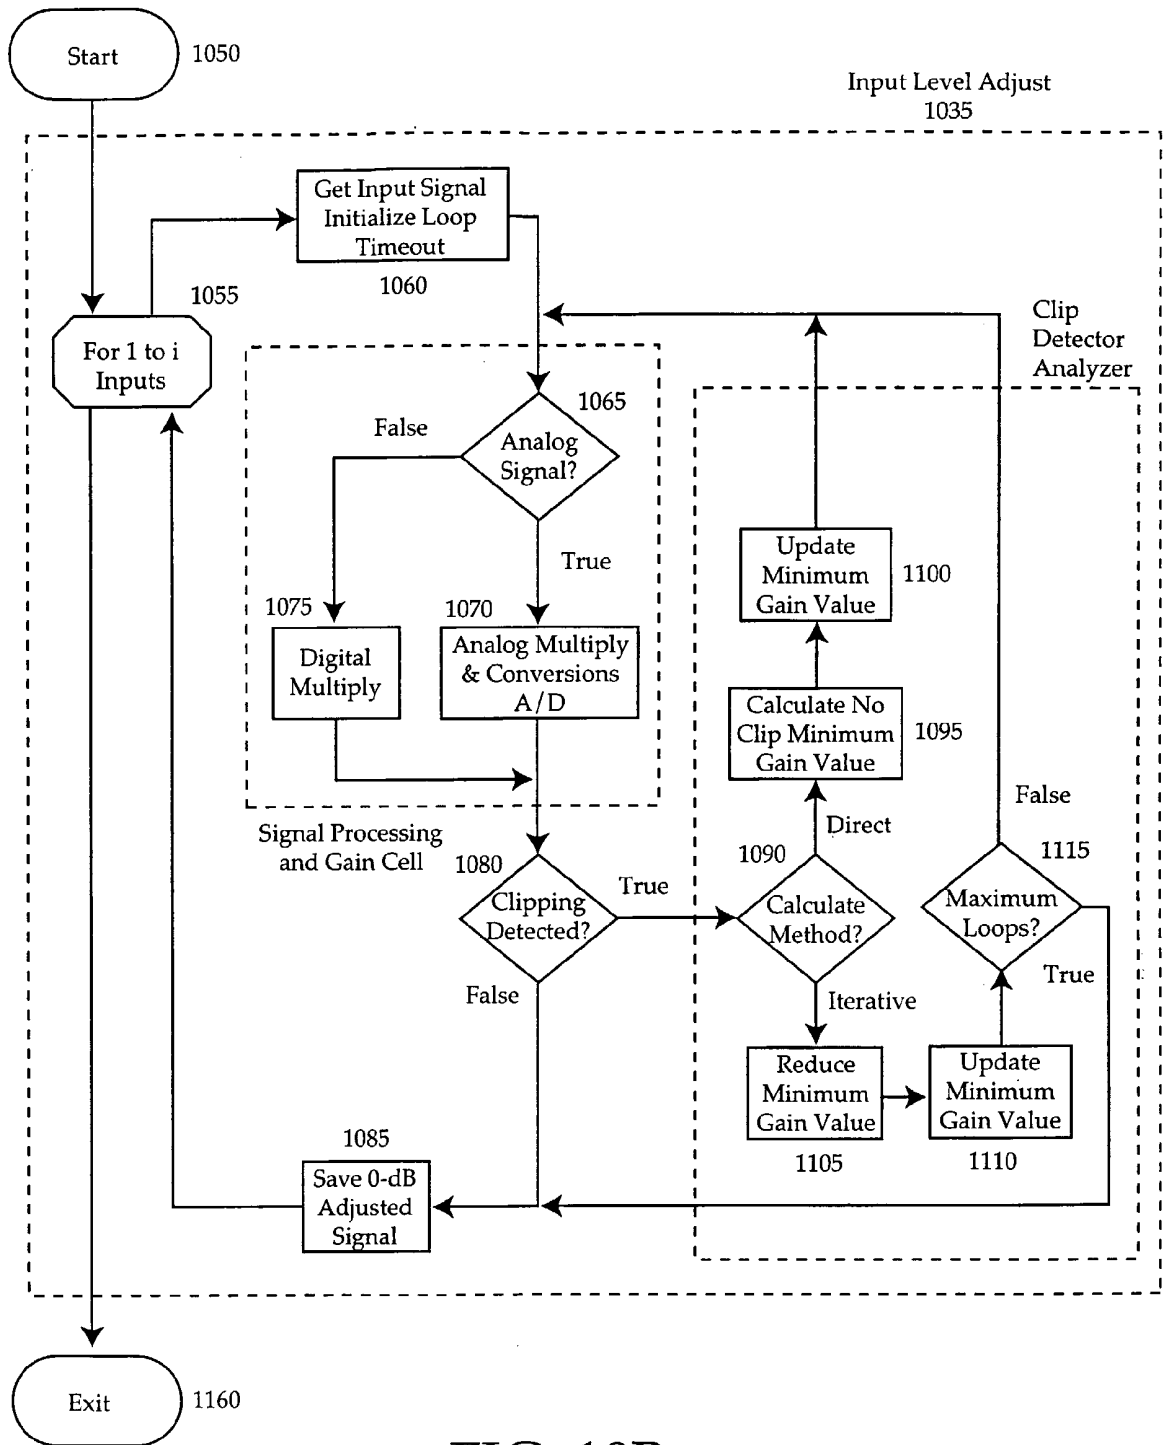 Start
1050
Input Level Adjust
1035
Get Input Signal
Initialize Loop
Timeout
1060
1055
For 1 to i
Inputs
Clip
Detector
Analyzer
1065
False
Analog
Signal?
True
1075
Digital
Multiply
1070
Analog Multiply
& Conversions
A/D
Signal Processing
and Gain Cell
Update
Minimum
Gain Value
1100
Calculate No
Clip Minimum
Gain Value
1095
Direct
False
1080
Clipping
Detected?
True
False
1090
Calculate
Method?
Iterative
1115
Maximum
Loops?
True
Reduce
Minimum
Gain Value
1105
Update
Minimum
Gain Value
1110
1085
Save 0-dB
Adjusted
Signal
Exit
1160